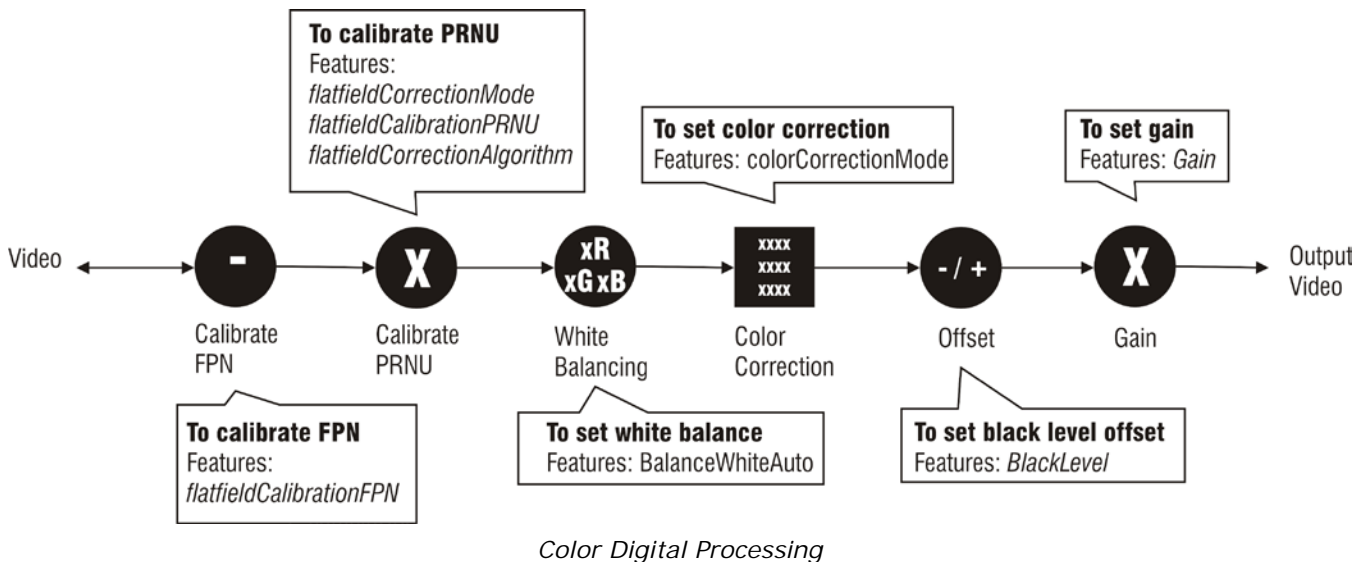 To calibrate PRNU
Features:
flatfieldCorrectionMode
flatfieldCalibrationPRNU
flatfieldCorrectionAlgorithm
To set color correction
Features: colorCorrectionMode
To set gain
Features: Gain
Video
-
X
xR
xG xB
xxxx
xxxx
xxxx
- / +
X
Output
Video
Calibrate
FPN
Calibrate
PRNU
White
Balancing
Color
Correction
Offset
Gain
To calibrate FPN
Features:
flatfieldCalibrationFPN
To set white balance
Features: BalanceWhiteAuto
To set black level offset
Features: BlackLevel
Color Digital Processing